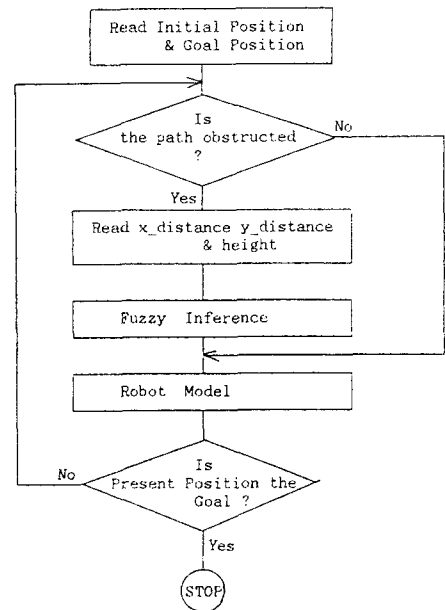 Read Initial Position
& Goal Position
Is
the path obstructed
?
No
Yes
Read x_distance y_distance
& height
Fuzzy Inference
Robot Model
Is
Present Position the
Goal ?
No
Yes
STOP